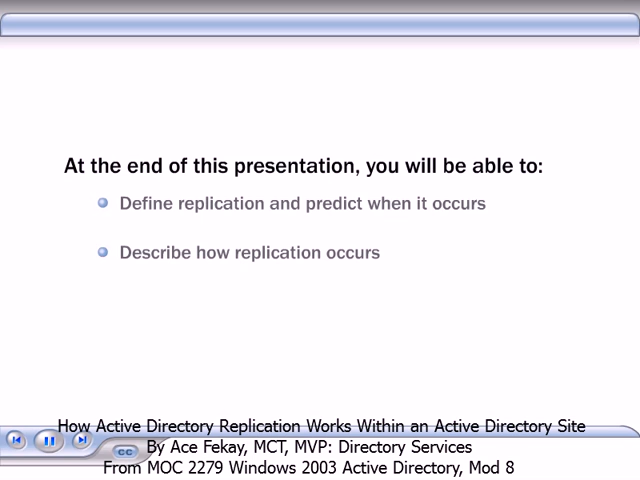 At the end of this presentation, you will be able to:
Define replication and predict when it occurs
Describe how replication occurs
How Active Directory Replication Works Within an Active Directory Site
By Ace Fekay, MCT, MVP: Directory Services
cc
From MOC 2279 Windows 2003 Active Directory, Mod 8